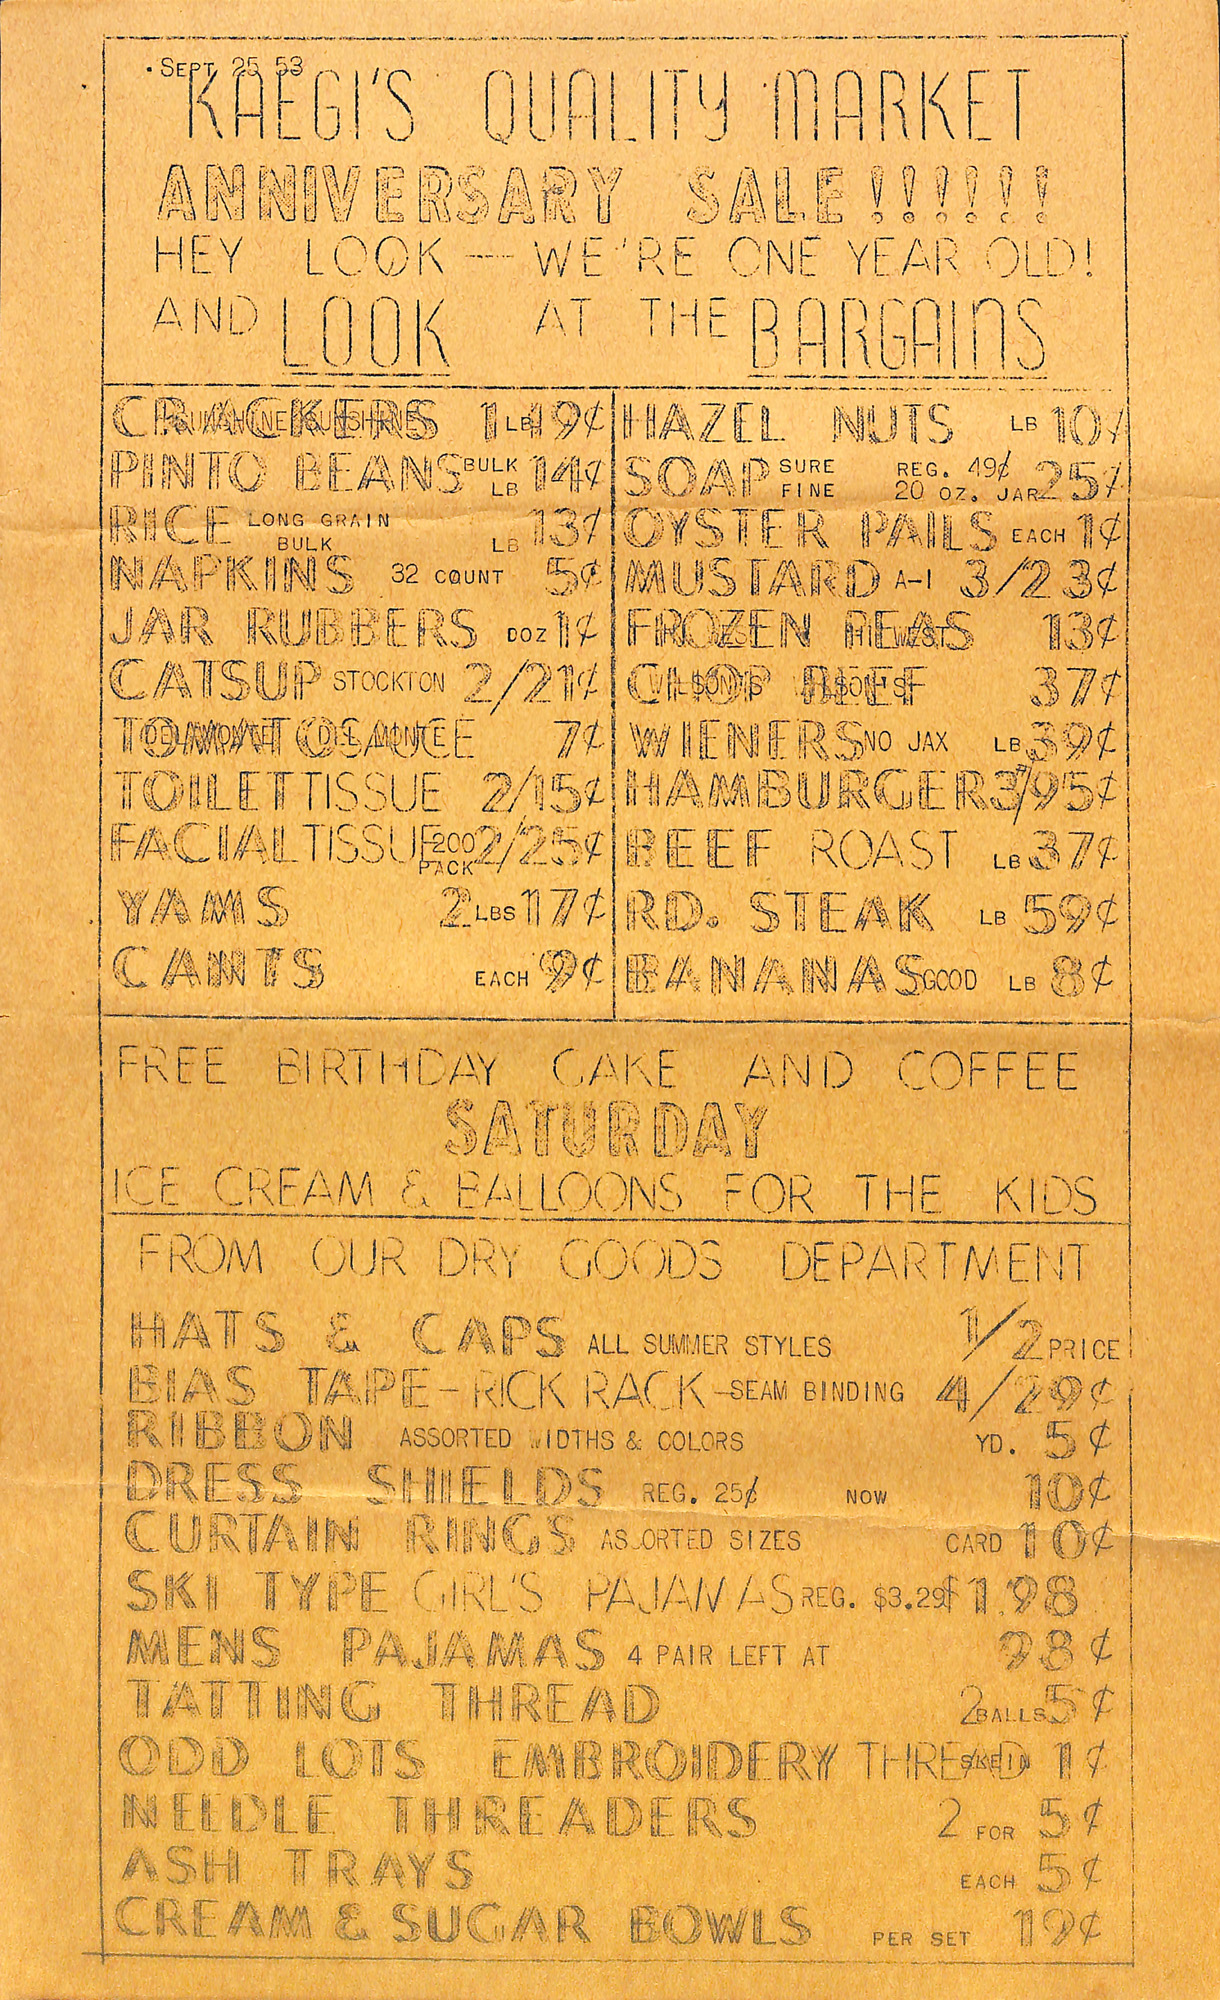 SEPT 25 53
KAEGI'S QUALITY MARKET
ANNIVERSARY SALE!!!!!!
HEY LOOK -- WE'RE ONE YEAR OLD!
AND LOOK AT THE BARGAINS
CRACKERS SUNSHINE 1 LB 49¢
PINTO BEANS BULK LB 14¢
RICE LONG GRAIN BULK LB 13¢
NAPKINS 32 COUNT 5¢
JAR RUBBERS DOZ 1¢
CATSUP STOCKTON 2/21¢
TOMATO SAUCE DEL MONTE 7¢
TOILET TISSUE 2/15¢
FACIAL TISSUE 200 PACK 2/25¢
YAMS 2 LBS 17¢
CANTS EACH 9¢
HAZEL NUTS LB 10¢
SOAP SURE FINE REG. 49¢ 20 OZ. JAR 25¢
OYSTER PAILS EACH 1¢
MUSTARD A-1 3/23¢
FROZEN PEAS 13¢
CHOP BEEF WILSON'S 37¢
WIENERS NO JAX LB 39¢
HAMBURGER 3/95¢
BEEF ROAST LB 37¢
RD. STEAK LB 59¢
BANANAS GOOD LB 8¢
FREE BIRTHDAY CAKE AND COFFEE
SATURDAY
ICE CREAM & BALLOONS FOR THE KIDS
FROM OUR DRY GOODS DEPARTMENT
HATS & CAPS ALL SUMMER STYLES 1/2 PRICE
BIAS TAPE-RICK RACK-SEAM BINDING 4/29¢
RIBBON ASSORTED WIDTHS & COLORS YD. 5¢
DRESS SHIELDS REG. 25¢ NOW 10¢
CURTAIN RINGS ASSORTED SIZES CARD 10¢
SKI TYPE GIRL'S PAJAMAS REG. $3.29 $1.98
MENS PAJAMAS 4 PAIR LEFT AT 98¢
TATTING THREAD 2 BALLS 5¢
ODD LOTS EMBROIDERY THREAD SKEIN 1¢
NEEDLE THREADERS 2 FOR 5¢
ASH TRAYS EACH 5¢
CREAM & SUGAR BOWLS PER SET 19¢